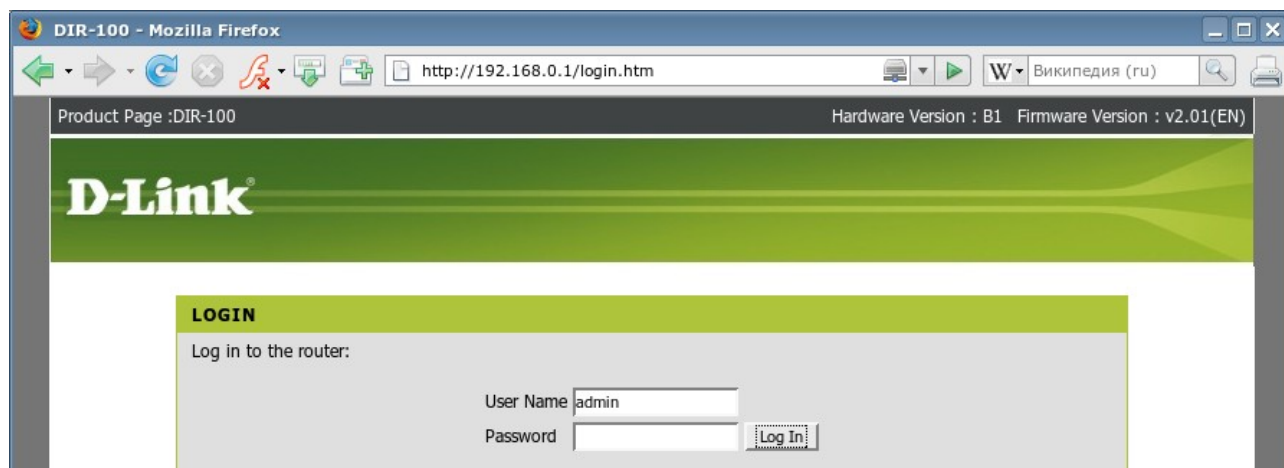 DIR-100 - Mozilla Firefox
http://192.168.0.1/login.htm W Википедия (ru)
Product Page :DIR-100 Hardware Version : B1 Firmware Version : v2.01(EN)
D-Link®
LOGIN
Log in to the router:
User Name admin
Password Log In